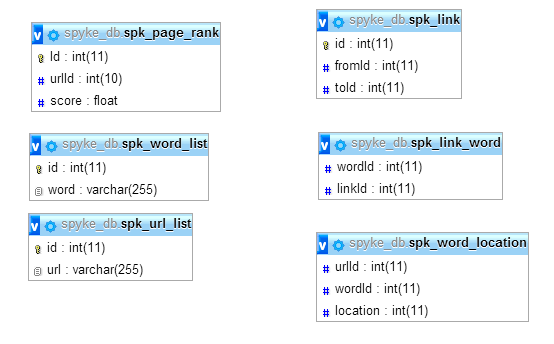 v spyke_db.spk_page_rank
Id : int(11)
# urlId : int(10)
# score : float
v spyke_db.spk_word_list
id : int(11)
word : varchar(255)
v spyke_db.spk_url_list
id : int(11)
url : varchar(255)
v spyke_db.spk_link
id : int(11)
# fromId : int(11)
# toId : int(11)
v spyke_db.spk_link_word
# wordId : int(11)
# linkId : int(11)
v spyke_db.spk_word_location
# urlId : int(11)
# wordId : int(11)
# location : int(11)